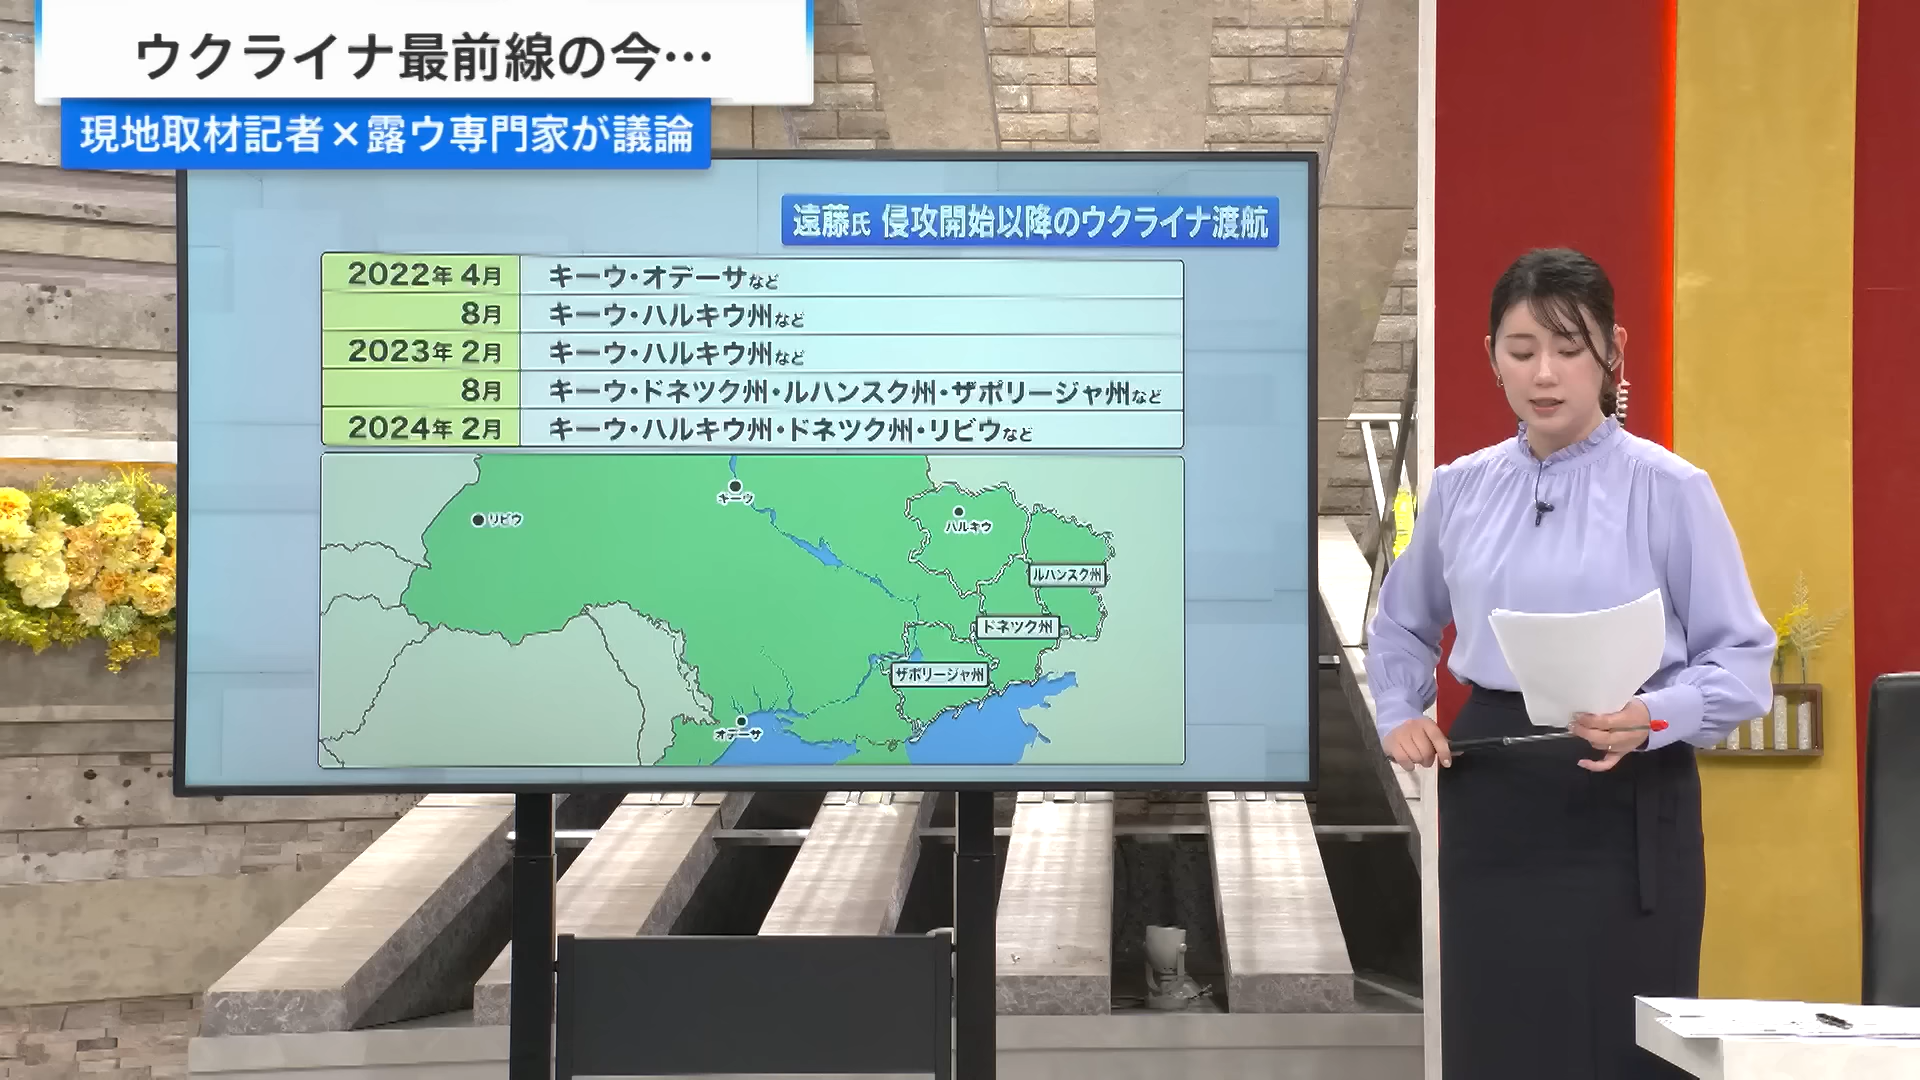 ウクライナ最前線の今…
現地取材記者×露ウ専門家が議論
遠藤氏 侵攻開始以降のウクライナ渡航
2022年 4月 キーウ・オデーサなど
8月 キーウ・ハルキウ州など
2023年 2月 キーウ・ハルキウ州など
8月 キーウ・ドネツク州・ルハンスク州・ザポリージャ州など
2024年 2月 キーウ・ハルキウ州・ドネツク州・リビウなど
キーウ
リビウ
ハルキウ
ルハンスク州
ドネツク州
ザポリージャ州
オデーサ